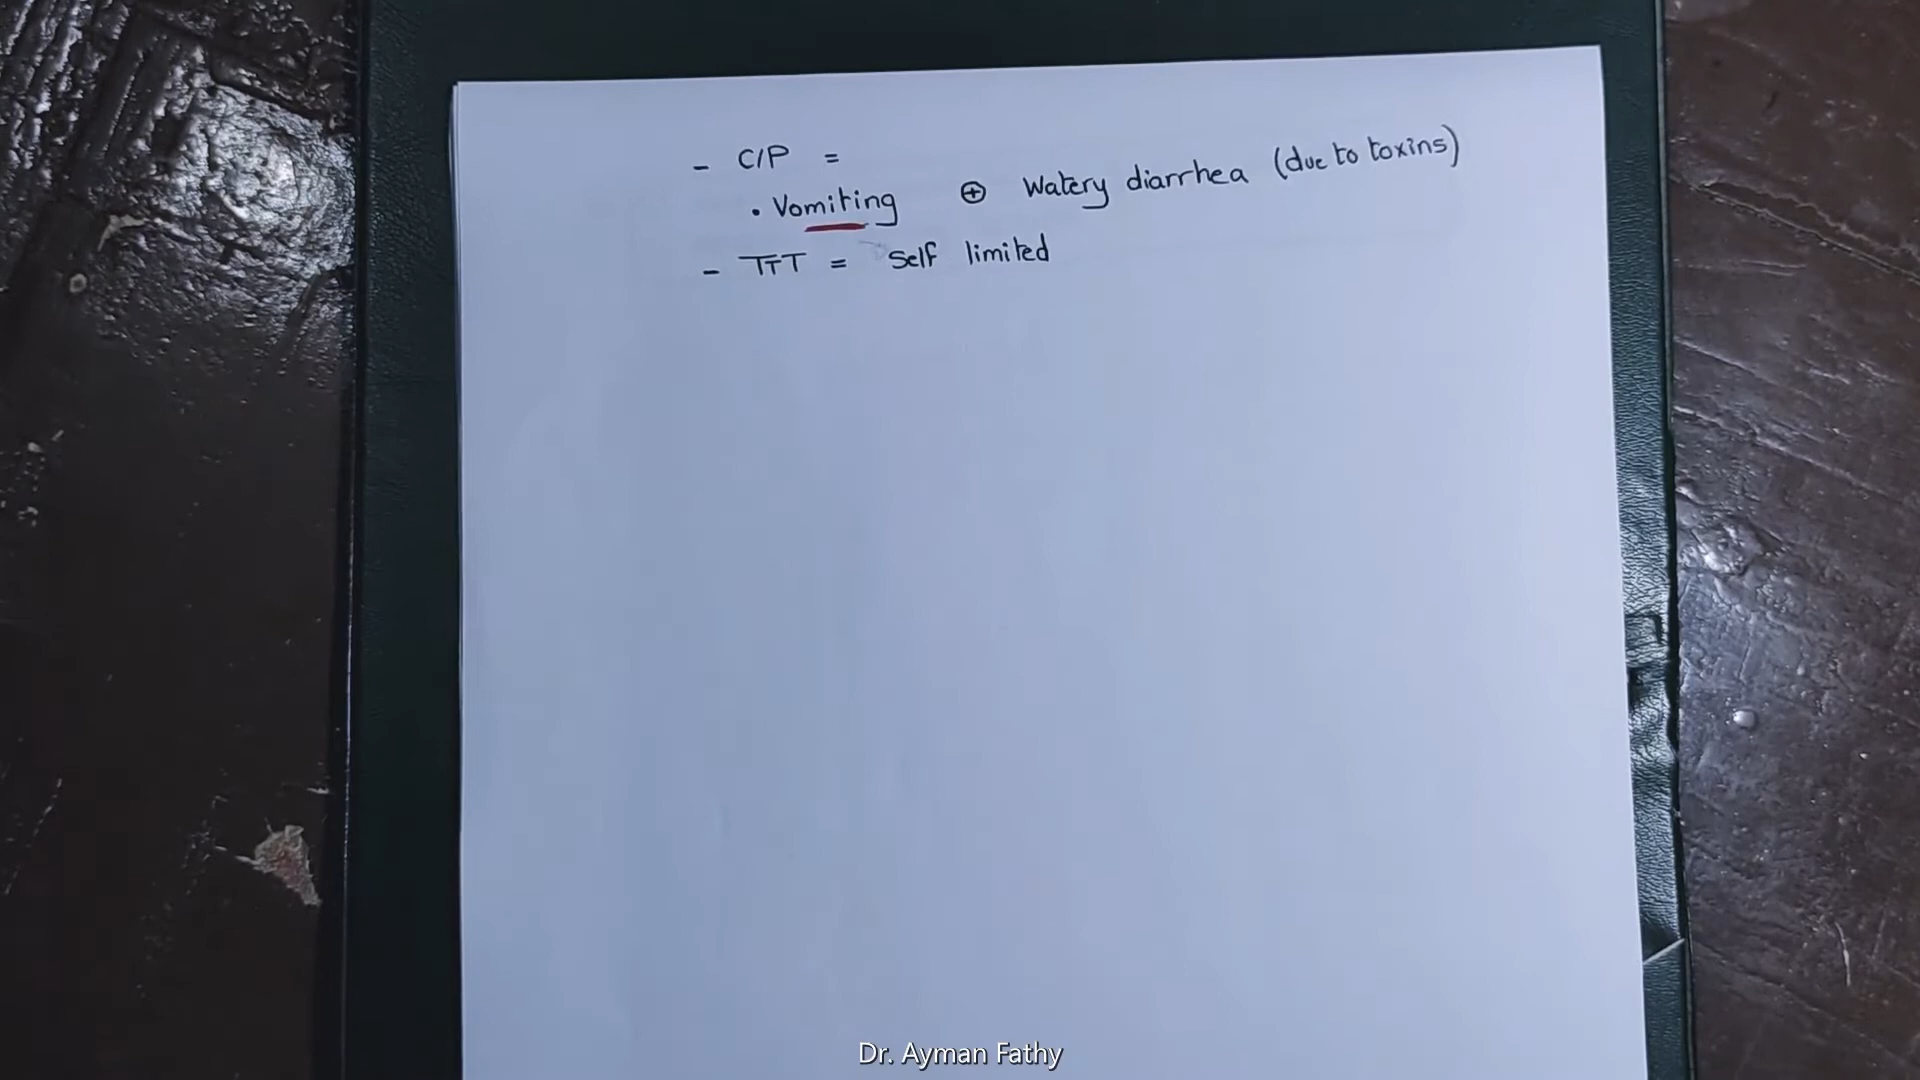 - C/P =
• Vomiting ⊕ Watery diarrhea (due to toxins)
- TTT = Self limited
Dr. Ayman Fathy